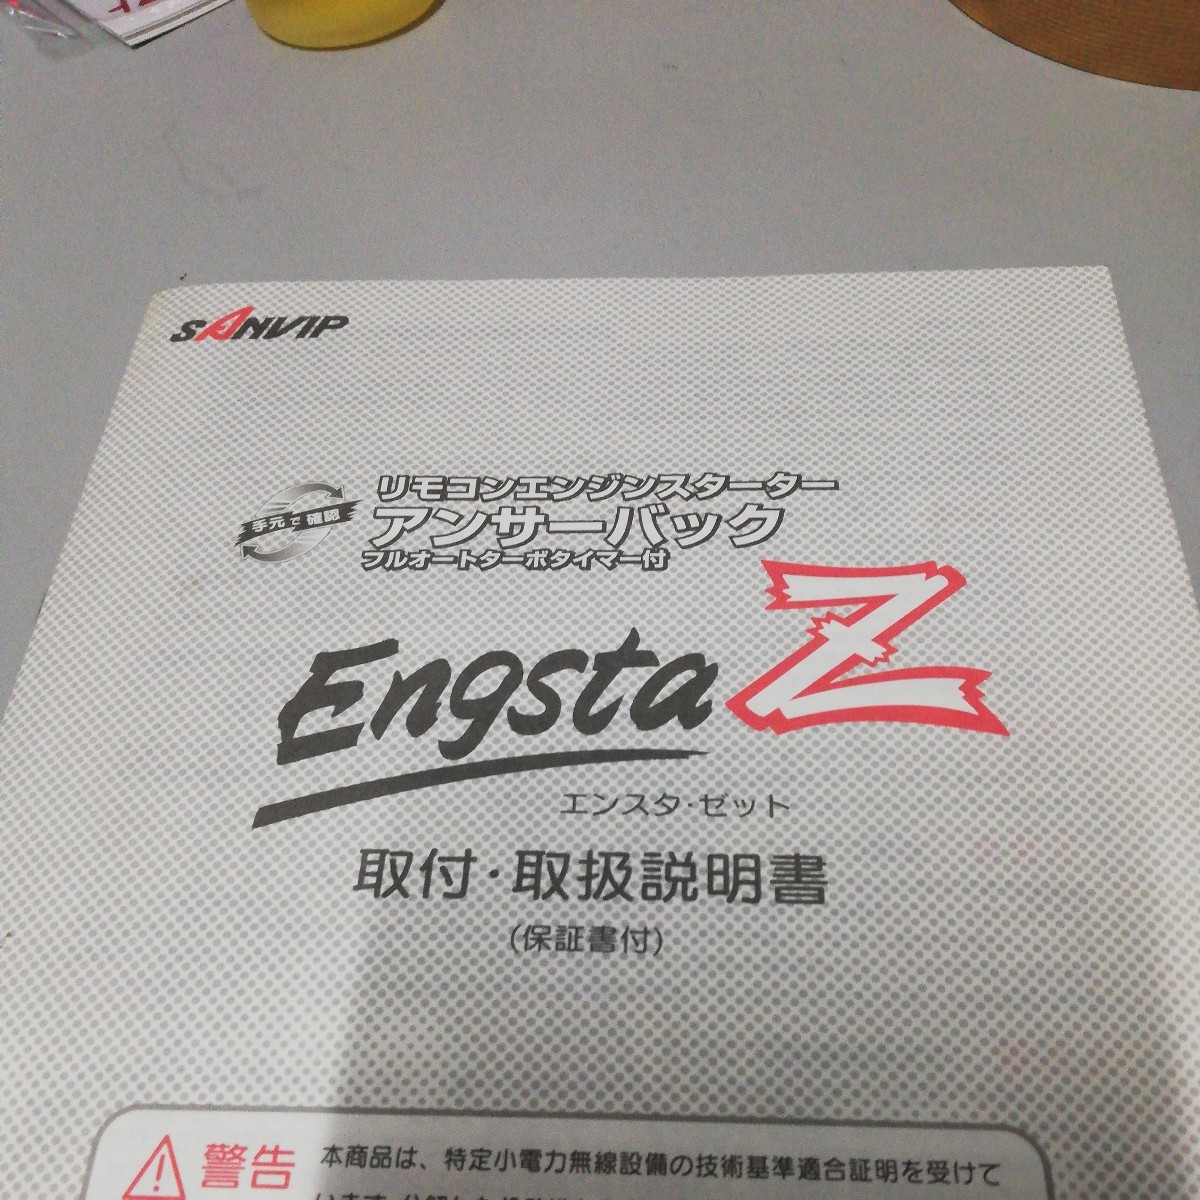 SANVIP
手元で確認
リモコンエンジンスターター
アンサーバック
フルオートターボタイマー付
Engsta Z
エンスタ・ゼット
取付・取扱説明書
(保証書付)
警告
本商品は、特定小電力無線設備の技術基準適合証明を受けて